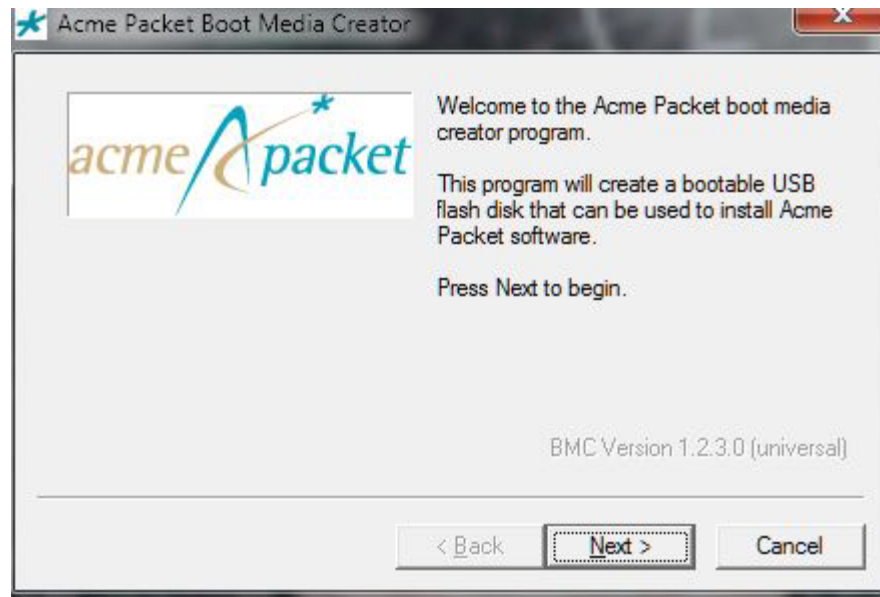 Acme Packet Boot Media Creator
X
acme packet
Welcome to the Acme Packet boot media
creator program.
This program will create a bootable USB
flash disk that can be used to install Acme
Packet software.
Press Next to begin.
BMC Version 1.2.3.0 (universal)
< Back
Next >
Cancel